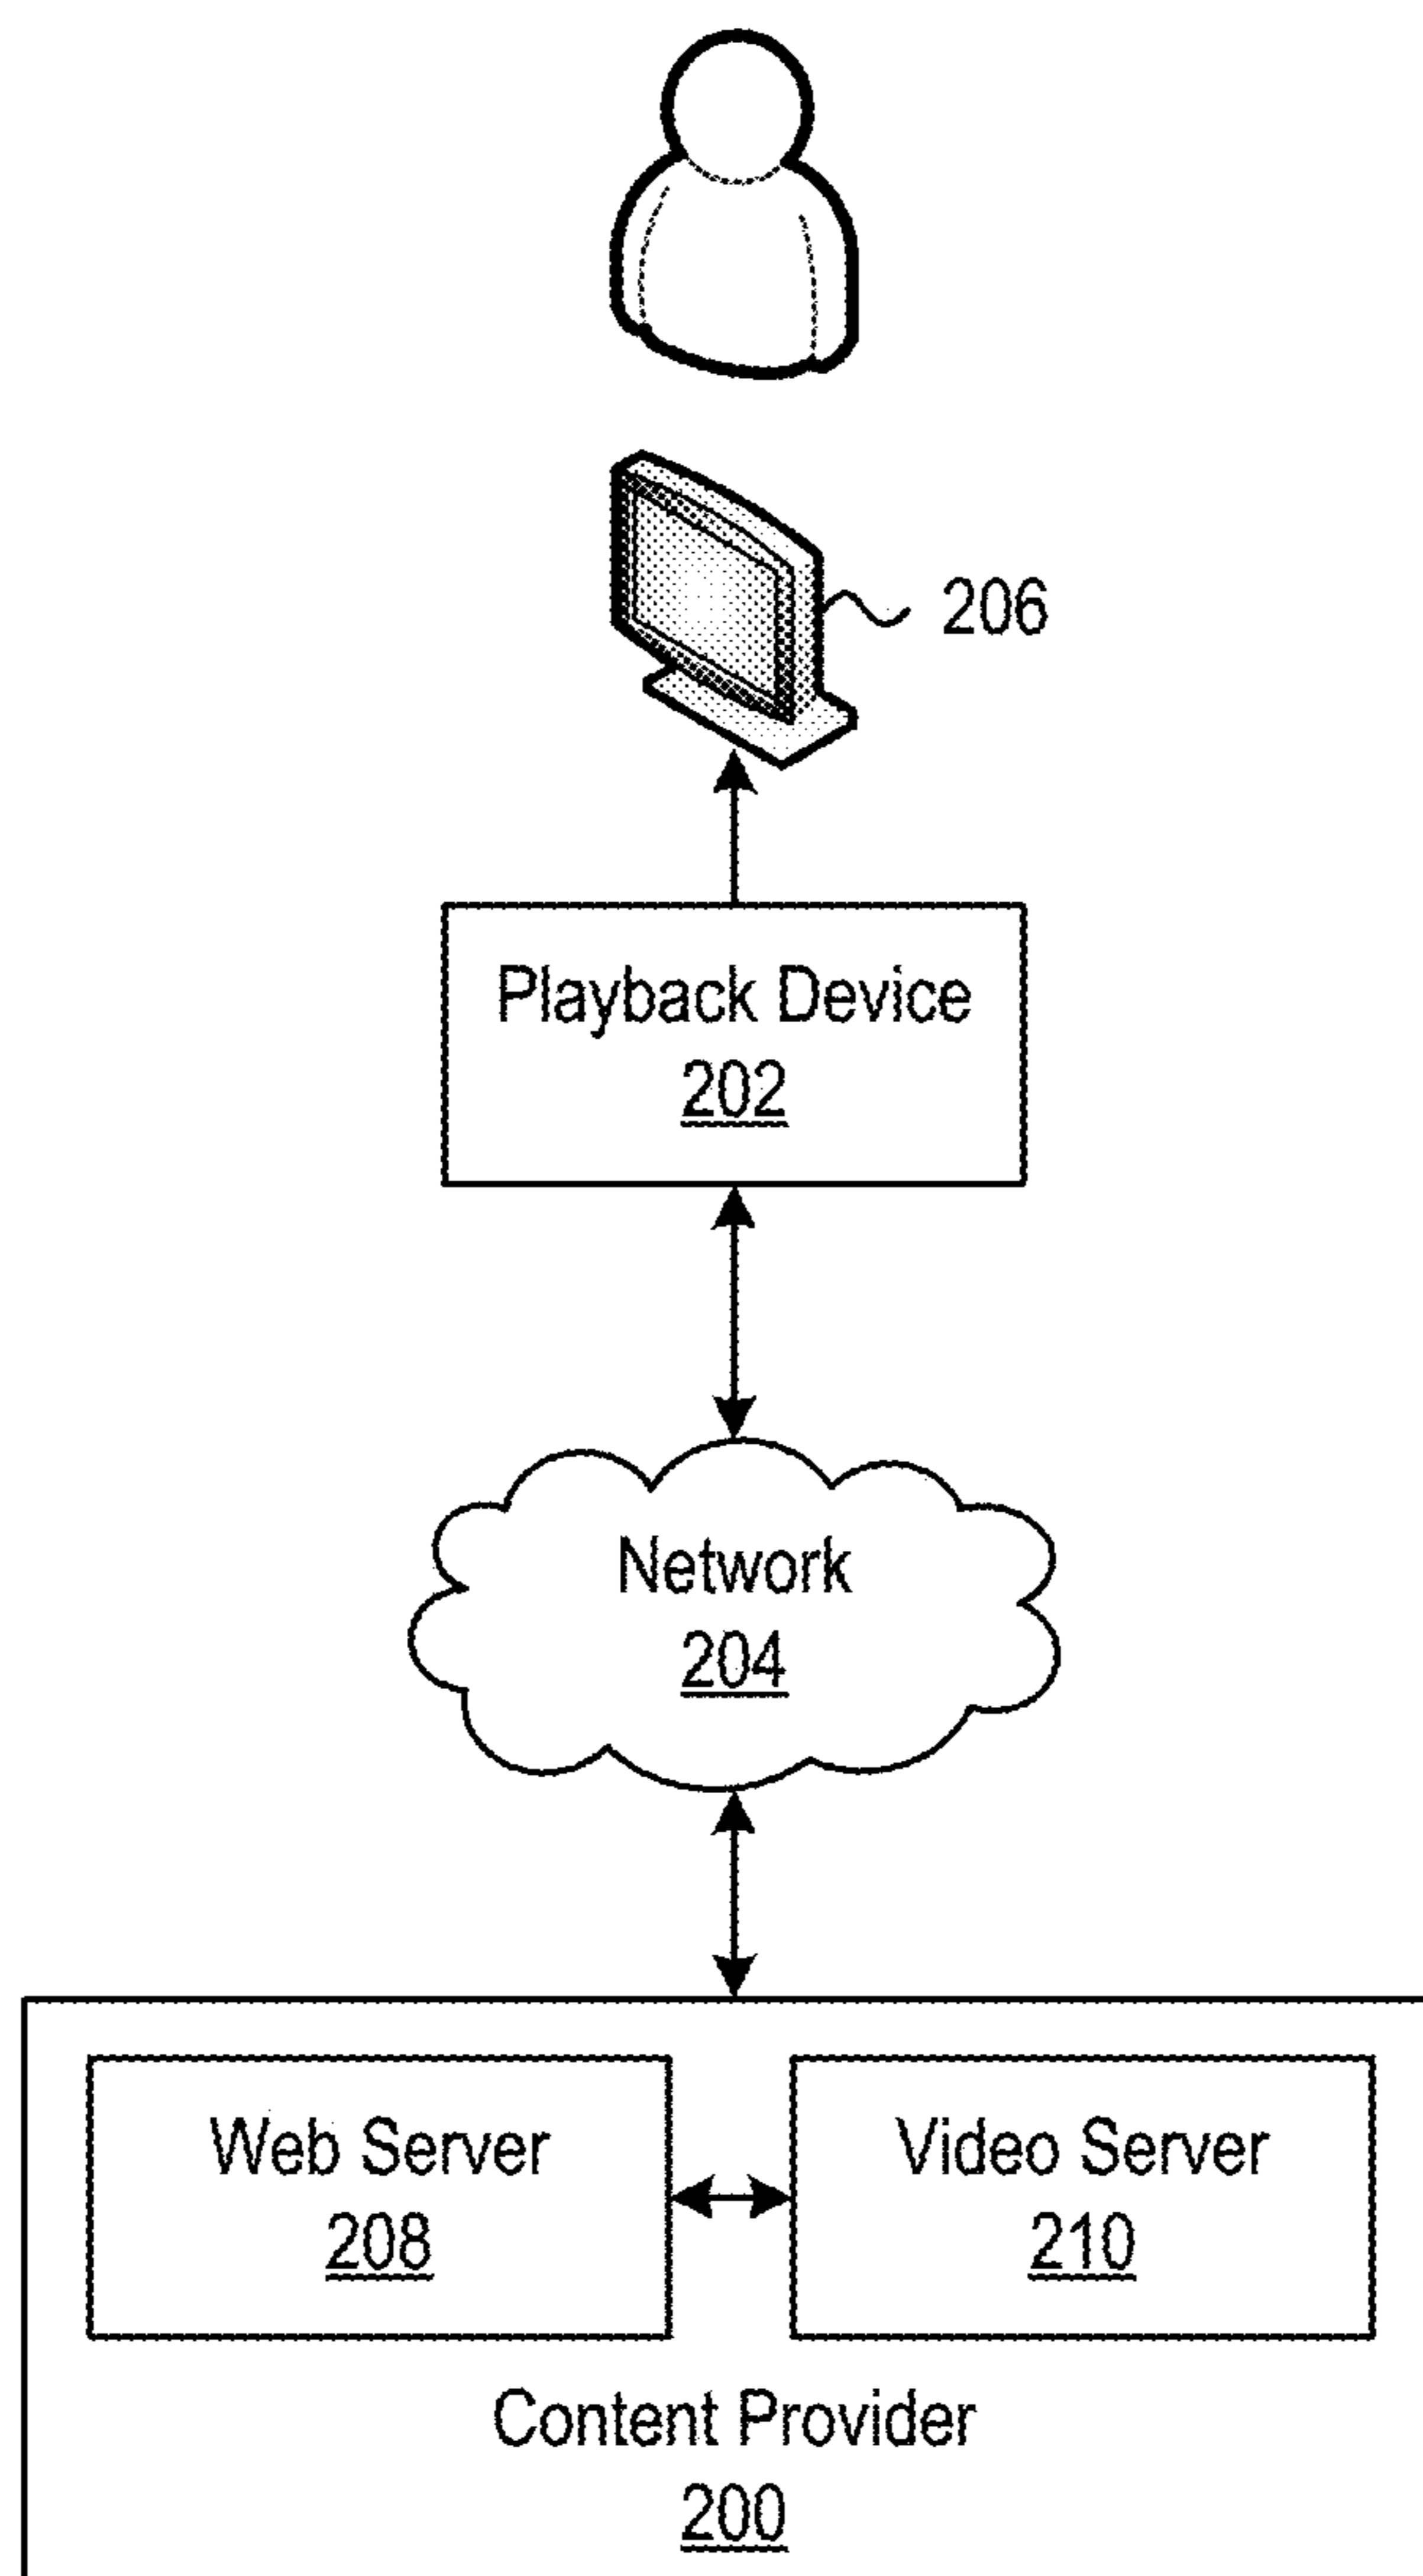 206
Playback Device
202
Network
204
Web Server
208
Video Server
210
Content Provider
200